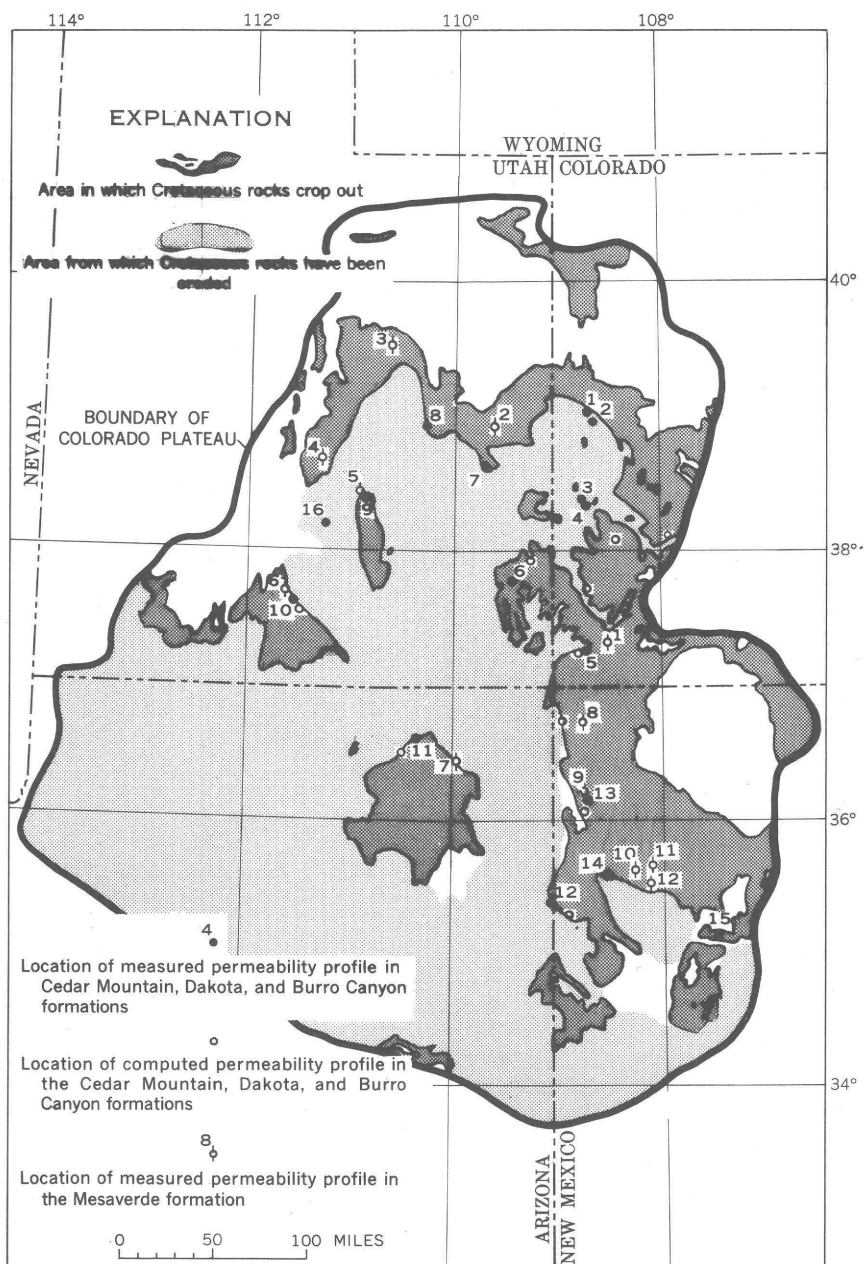 114° 112° 110° 108°
EXPLANATION
WYOMING
UTAH COLORADO
Area in which Cretaceous rocks crop out
Area from which Cretaceous rocks have been
eroded
40°
3
1
2
8
2
BOUNDARY OF
COLORADO PLATEAU
NEVADA
4
7
5
3
9
16
4
38°
6
6
10
1
5
8
11
7
9
13
36°
10
11
14
12
12
15
4
Location of measured permeability profile in
Cedar Mountain, Dakota, and Burro Canyon
formations
Location of computed permeability profile in
the Cedar Mountain, Dakota, and Burro
Canyon formations
34°
8
Location of measured permeability profile in
the Mesaverde formation
ARIZONA
NEW MEXICO
0 50 100 MILES